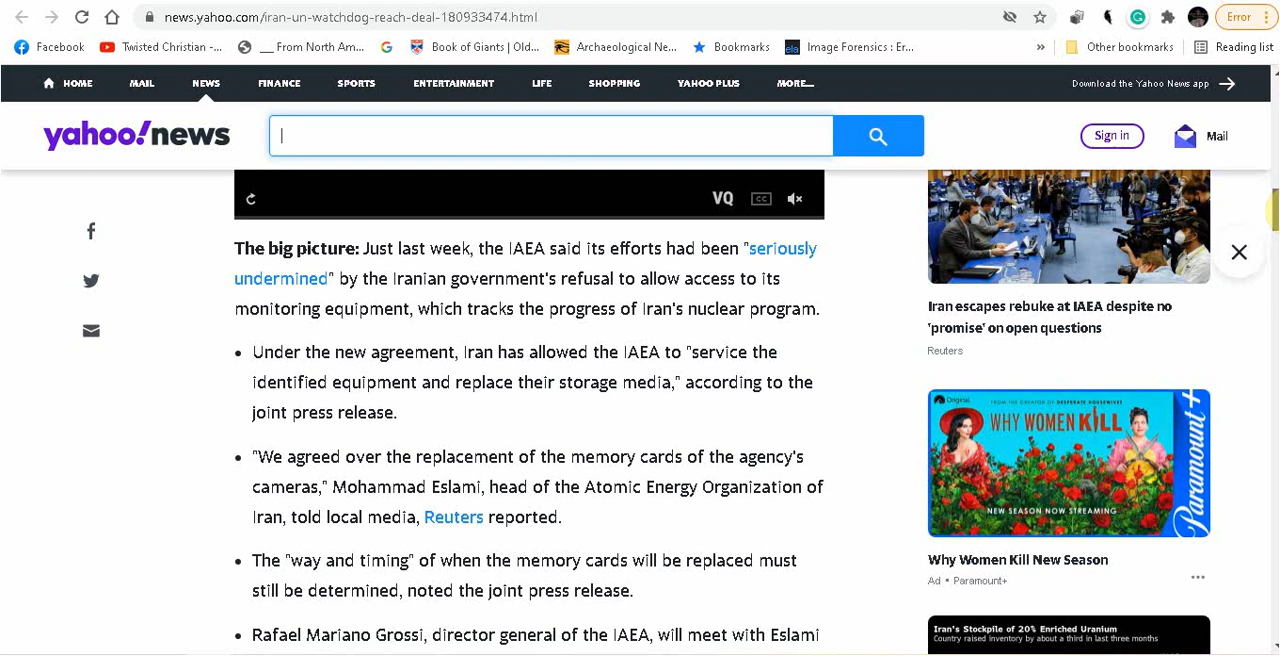 news.yahoo.com/iran-un-watchdog-reach-deal-180933474.html
Error
Facebook
Twisted Christian -...
__ From North Am...
Book of Giants | Old...
Archaeological Ne...
Bookmarks
Image Forensics : Er...
»
Other bookmarks
Reading list
HOME
MAIL
NEWS
FINANCE
SPORTS
ENTERTAINMENT
LIFE
SHOPPING
YAHOO PLUS
MORE...
Download the Yahoo News app
yahoo!news
Sign in
Mail
VQ
CC
The big picture: Just last week, the IAEA said its efforts had been "seriously
undermined" by the Iranian government's refusal to allow access to its
monitoring equipment, which tracks the progress of Iran's nuclear program.
• Under the new agreement, Iran has allowed the IAEA to "service the
identified equipment and replace their storage media," according to the
joint press release.
• "We agreed over the replacement of the memory cards of the agency's
cameras," Mohammad Eslami, head of the Atomic Energy Organization of
Iran, told local media, Reuters reported.
• The "way and timing" of when the memory cards will be replaced must
still be determined, noted the joint press release.
• Rafael Mariano Grossi, director general of the IAEA, will meet with Eslami
Iran escapes rebuke at IAEA despite no
'promise' on open questions
Reuters
Original
FROM THE CREATOR OF DESPERATE HOUSEWIVES
WHY WOMEN KILL
NEW SEASON NOW STREAMING
Paramount+
Why Women Kill New Season
Ad • Paramount+
Iran's Stockpile of 20% Enriched Uranium
Country raised inventory by about a third in last three months